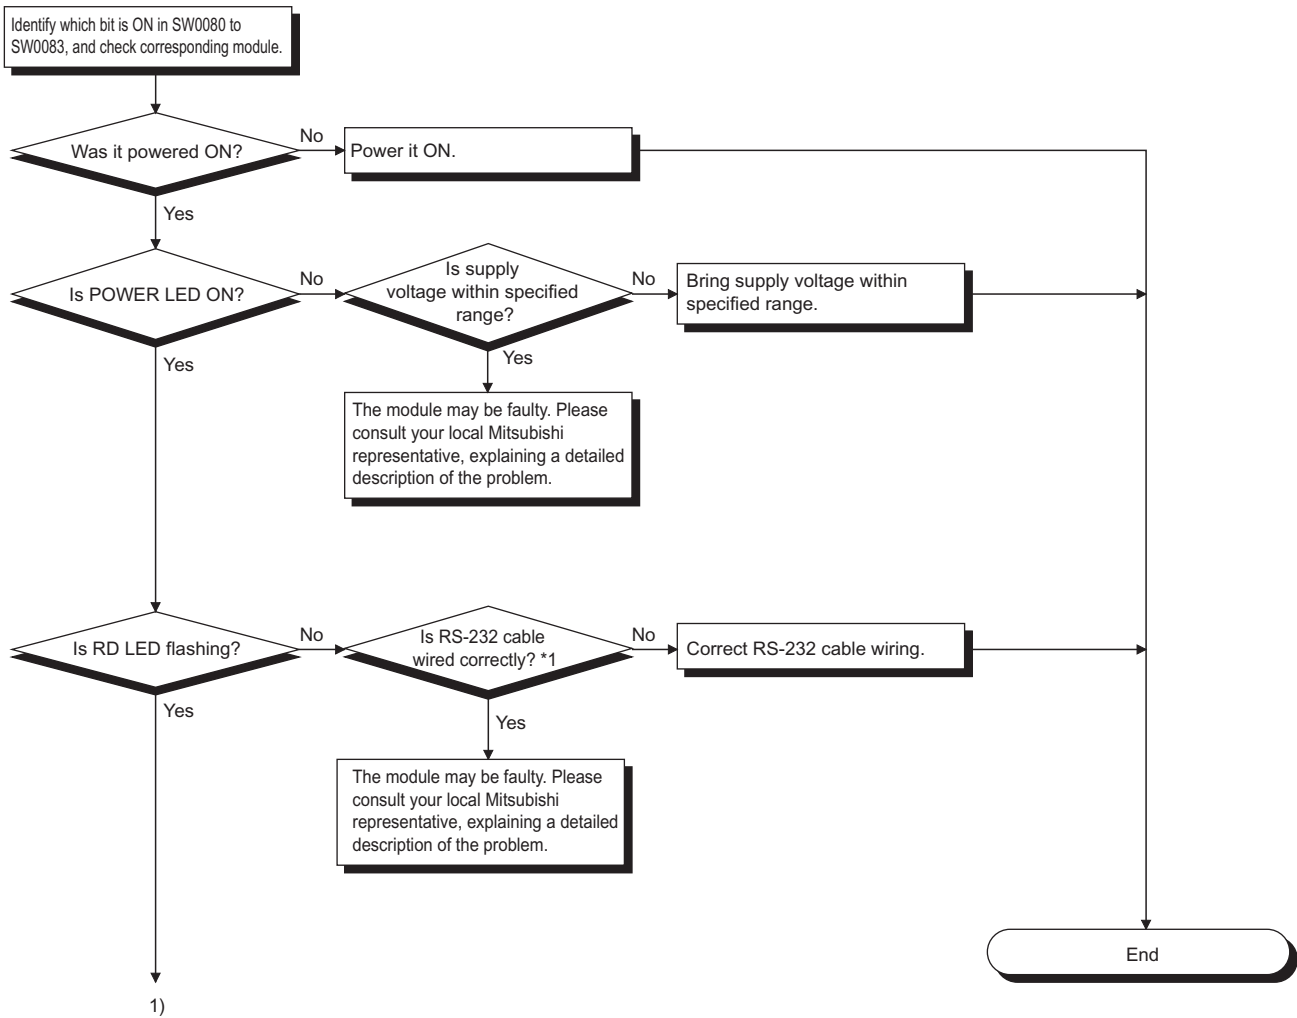 Identify which bit is ON in SW0080 to
SW0083, and check corresponding module.
Was it powered ON?
No
Power it ON.
Yes
Is POWER LED ON?
No
Is supply
voltage within specified
range?
No
Bring supply voltage within
specified range.
Yes
Yes
The module may be faulty. Please
consult your local Mitsubishi
representative, explaining a detailed
description of the problem.
Is RD LED flashing?
No
Is RS-232 cable
wired correctly? *1
No
Correct RS-232 cable wiring.
Yes
Yes
The module may be faulty. Please
consult your local Mitsubishi
representative, explaining a detailed
description of the problem.
End
1)